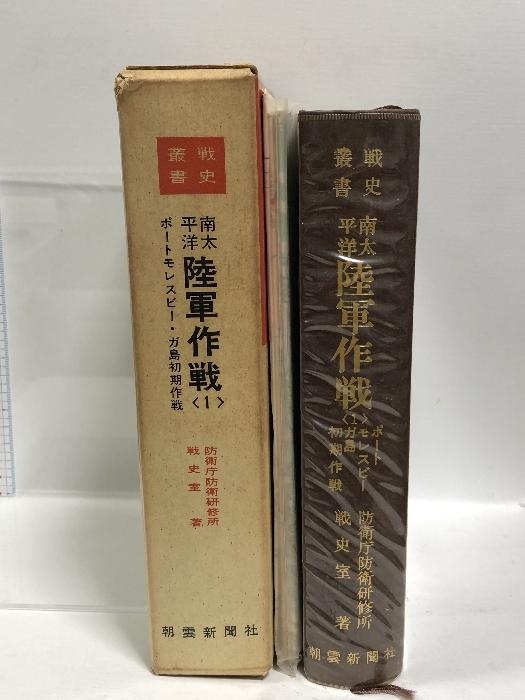 戦史
叢書
南太
平洋
陸軍作戦〈1〉
ポートモレスビー・ガ島初期作戦
防衛庁防衛研修所
戦史室 著
朝雲新聞社
戦史
叢書
南太
平洋
陸軍作戦〈1〉
ポート
モレスビー
ガ島
初期作戦
防衛庁防衛研修所
戦史室 著
朝雲新聞社